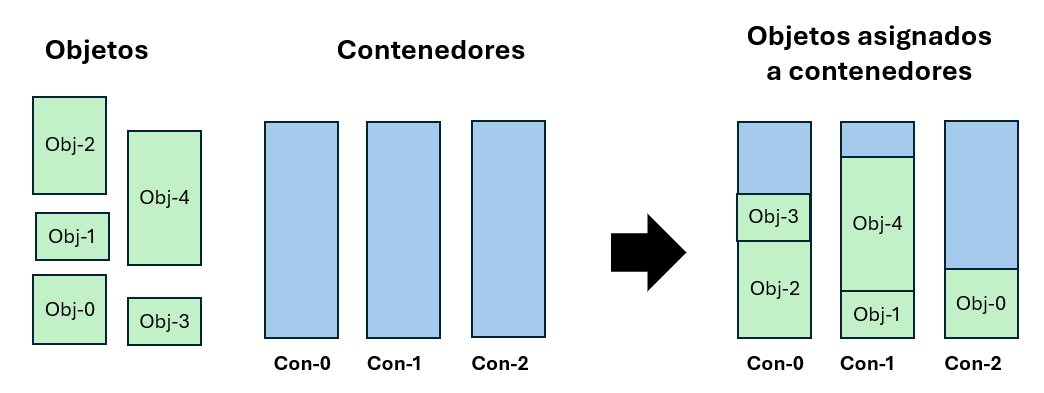 Objetos
Obj-2
Obj-4
Obj-1
Obj-0
Obj-3
Contenedores
Con-0
Con-1
Con-2
Objetos asignados
a contenedores
Obj-3
Obj-2
Obj-4
Obj-1
Obj-0
Con-0
Con-1
Con-2